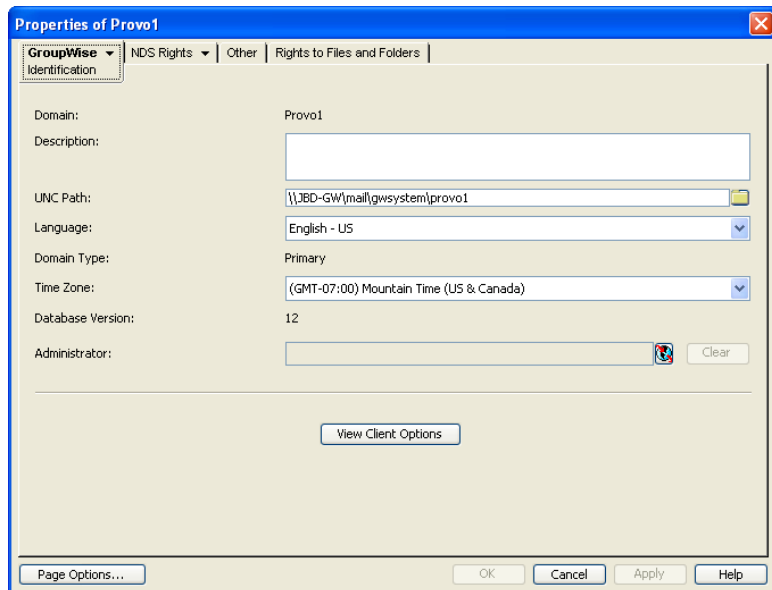 Properties of Provo1
GroupWise NDS Rights Other Rights to Files and Folders
Identification
Domain: Provo1
Description:
UNC Path: \\JBD-GW\mail\gwsystem\provo1
Language: English - US
Domain Type: Primary
Time Zone: (GMT-07:00) Mountain Time (US & Canada)
Database Version: 12
Administrator: Clear
View Client Options
Page Options... OK Cancel Apply Help